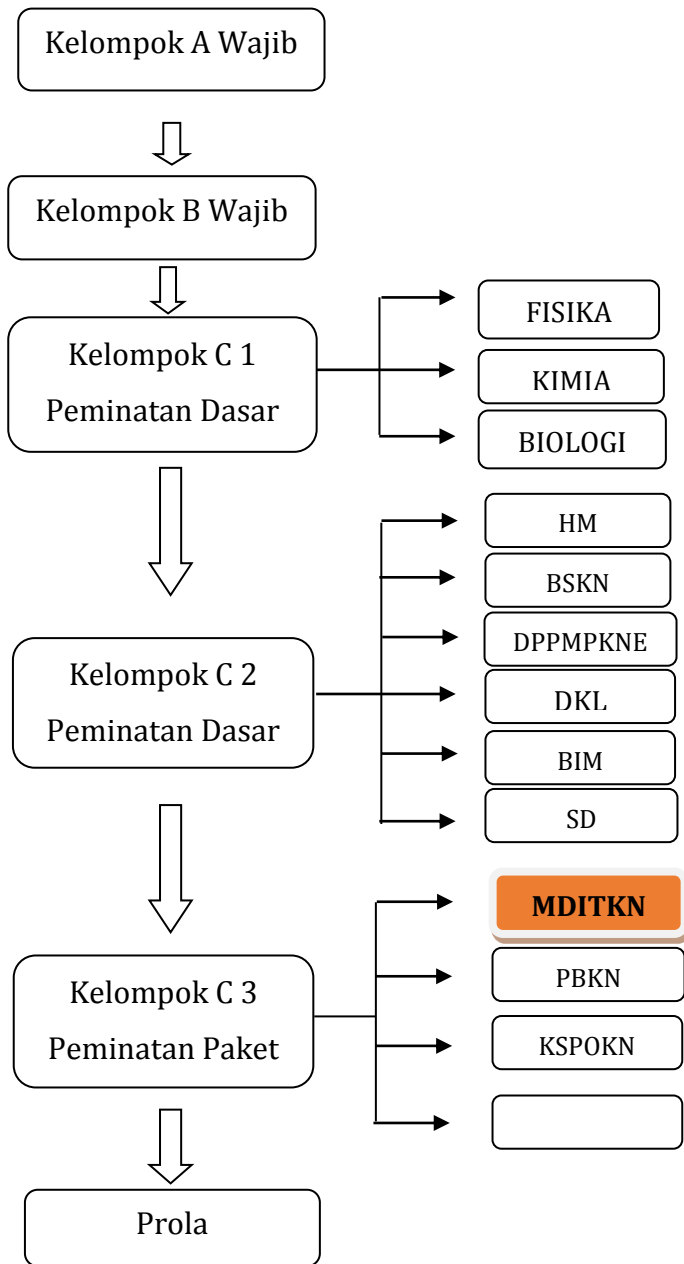 Kelompok A Wajib
Kelompok B Wajib
Kelompok C 1
Peminatan Dasar
FISIKA
KIMIA
BIOLOGI
Kelompok C 2
Peminatan Dasar
HM
BSKN
DPPMPKNE
DKL
BIM
SD
Kelompok C 3
Peminatan Paket
MDITKN
PBKN
KSPOKN
Prola